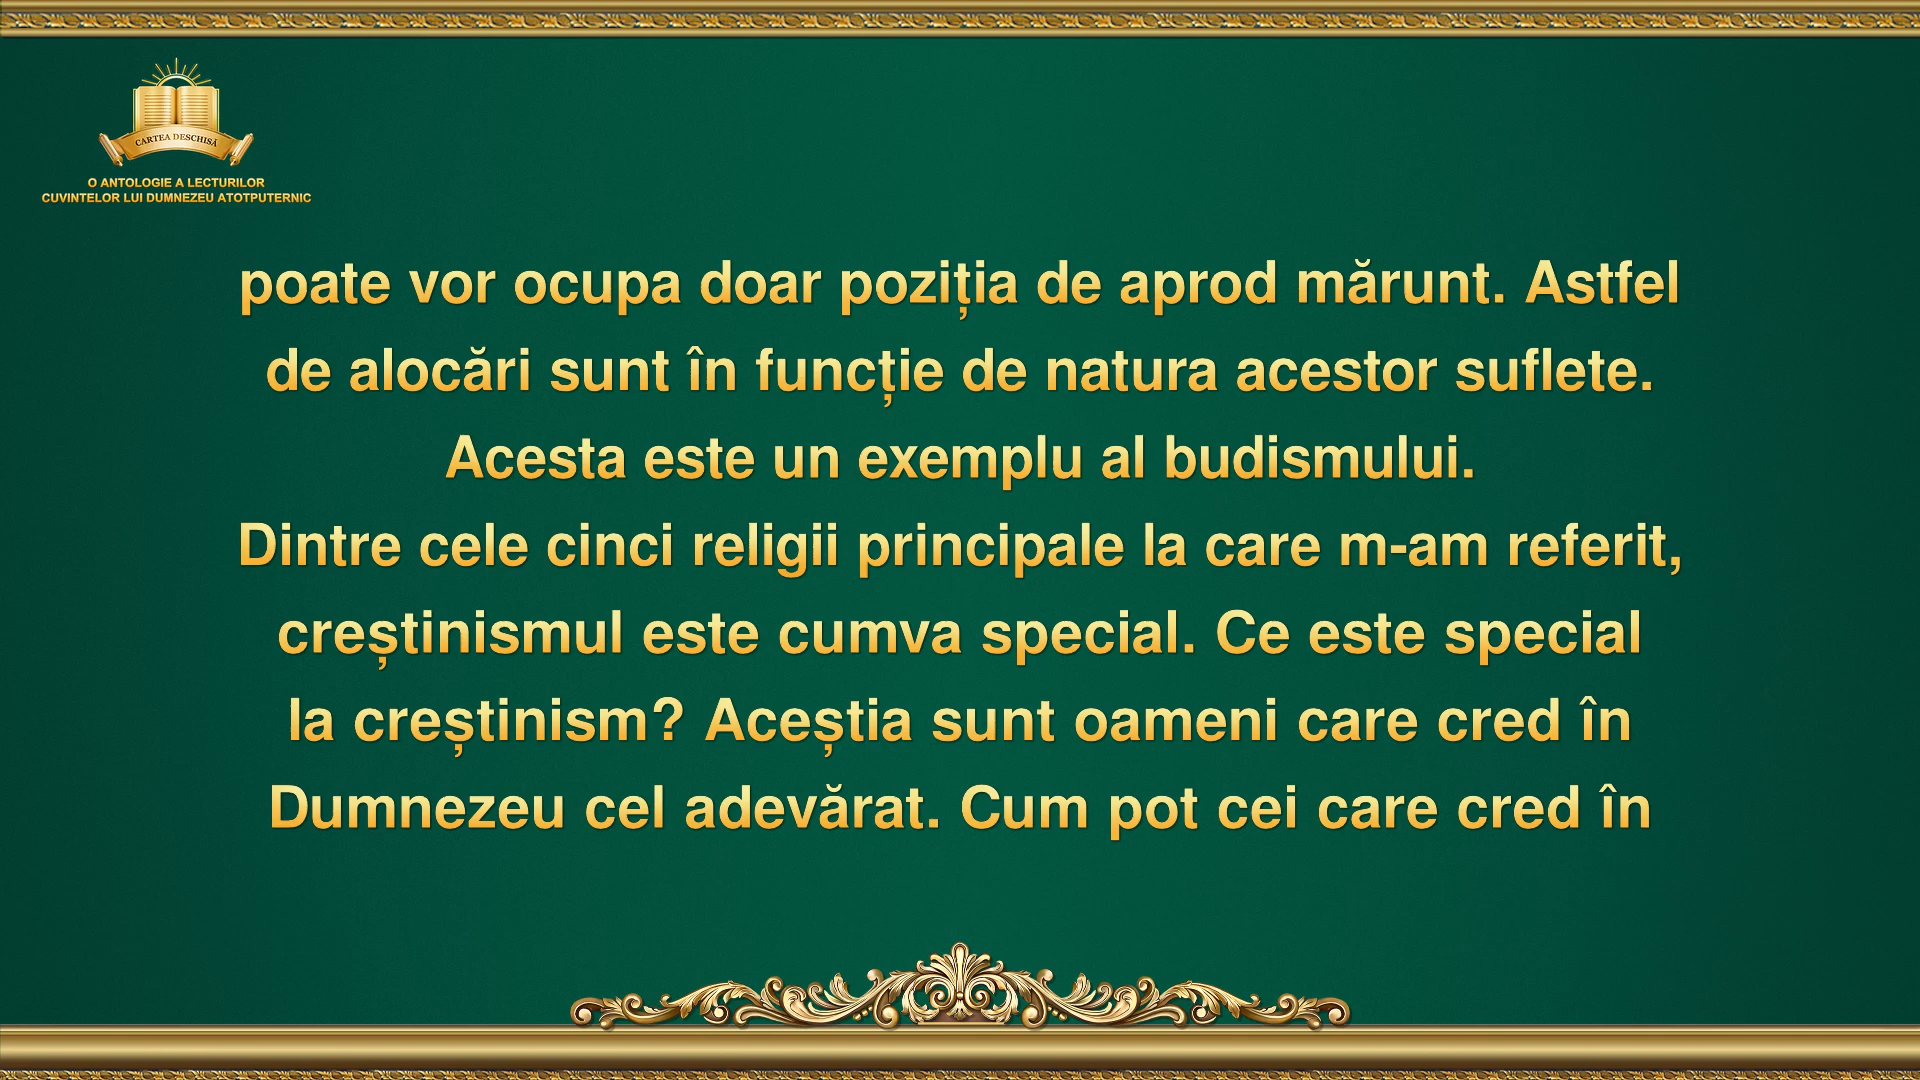 CARTEA DESCHISĂ
O ANTOLOGIE A LECTURILOR
CUVINTELOR LUI DUMNEZEU ATOTPUTERNIC
poate vor ocupa doar poziția de aprod mărunt. Astfel
de alocări sunt în funcție de natura acestor suflete.
Acesta este un exemplu al budismului.
Dintre cele cinci religii principale la care m-am referit,
creștinismul este cumva special. Ce este special
la creștinism? Aceștia sunt oameni care cred în
Dumnezeu cel adevărat. Cum pot cei care cred în